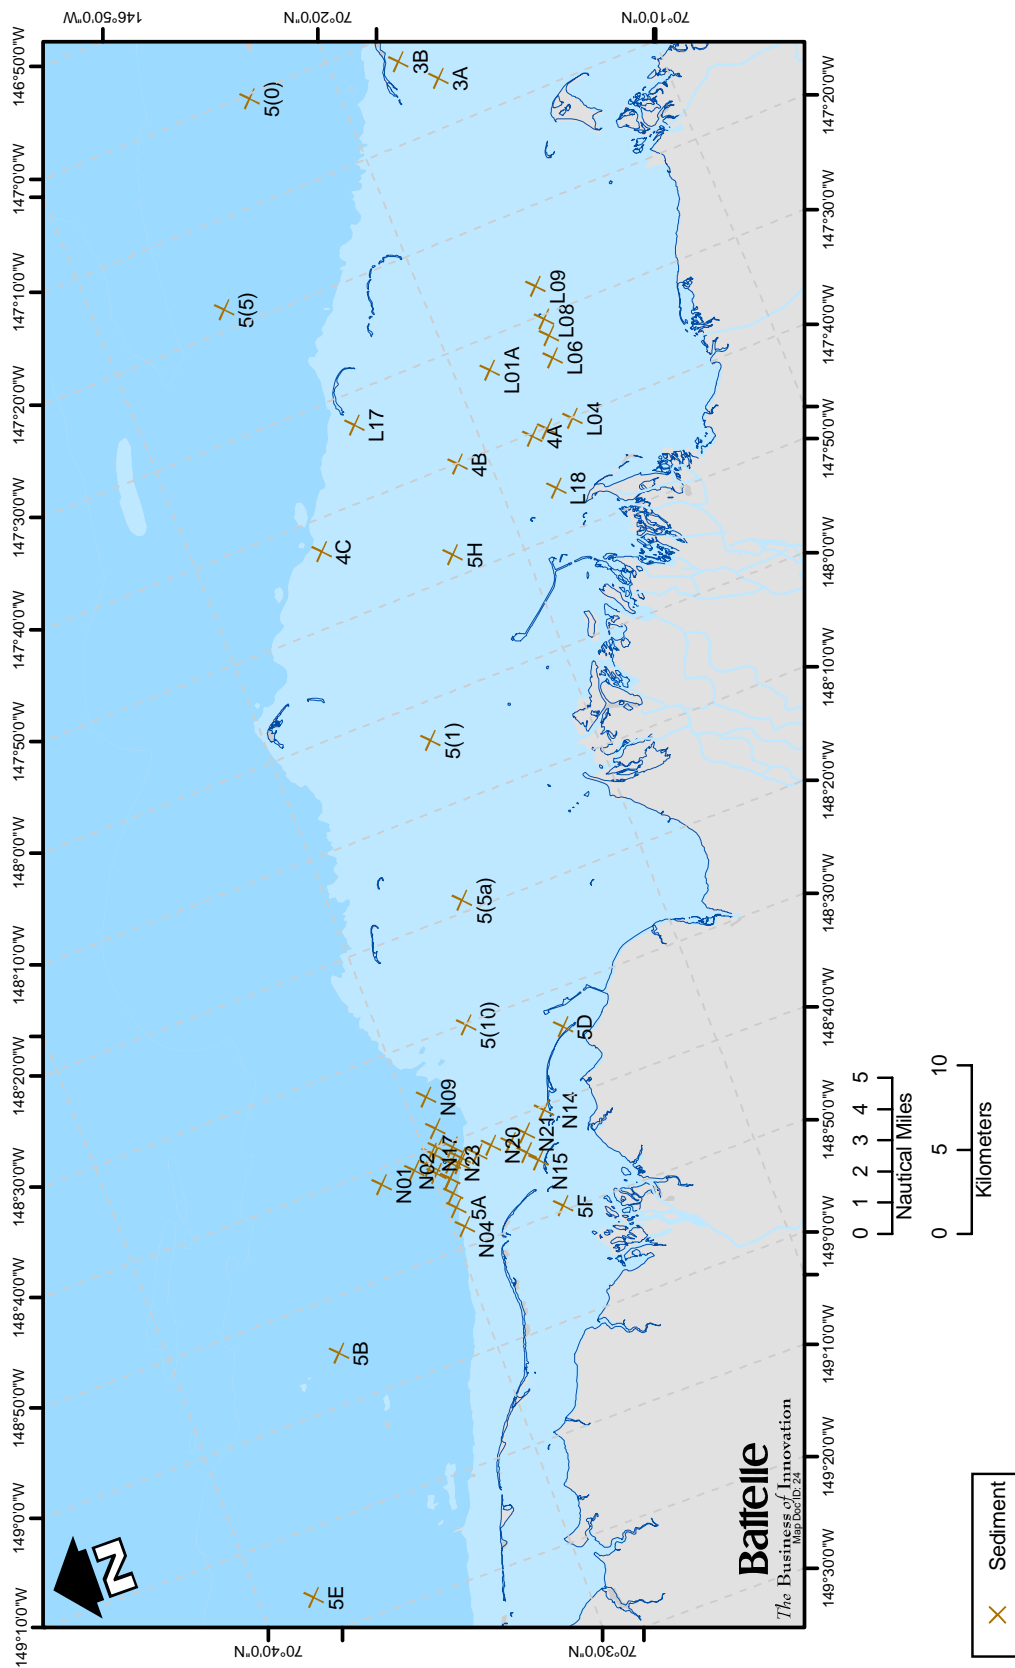 149°10'0"W
149°0'0"W
148°50'0"W
148°40'0"W
148°30'0"W
148°20'0"W
148°10'0"W
148°0'0"W
147°50'0"W
147°40'0"W
147°30'0"W
147°20'0"W
147°10'0"W
147°0'0"W
146°50'0"W
146°50'0"W
70°20'0"N
70°10'0"N
70°40'0"N
70°30'0"N
N
5(0)
5(5)
3B
3A
4C
L17
4B
5H
L01A
L09
L08
L06
4A
L04
L18
5(1)
5(5a)
5(10)
5D
N09
N01
N02
N17
N23
5A
N04
N20
N21
N14
N15
5F
5B
5E
Battelle
The Business of Innovation
Map Doc ID: 24
149°30'0"W
149°20'0"W
149°10'0"W
149°0'0"W
148°50'0"W
148°40'0"W
148°30'0"W
148°20'0"W
148°10'0"W
148°0'0"W
147°50'0"W
147°40'0"W
147°30'0"W
147°20'0"W
0 1 2 3 4 5
Nautical Miles
0 5 10
Kilometers
Sediment